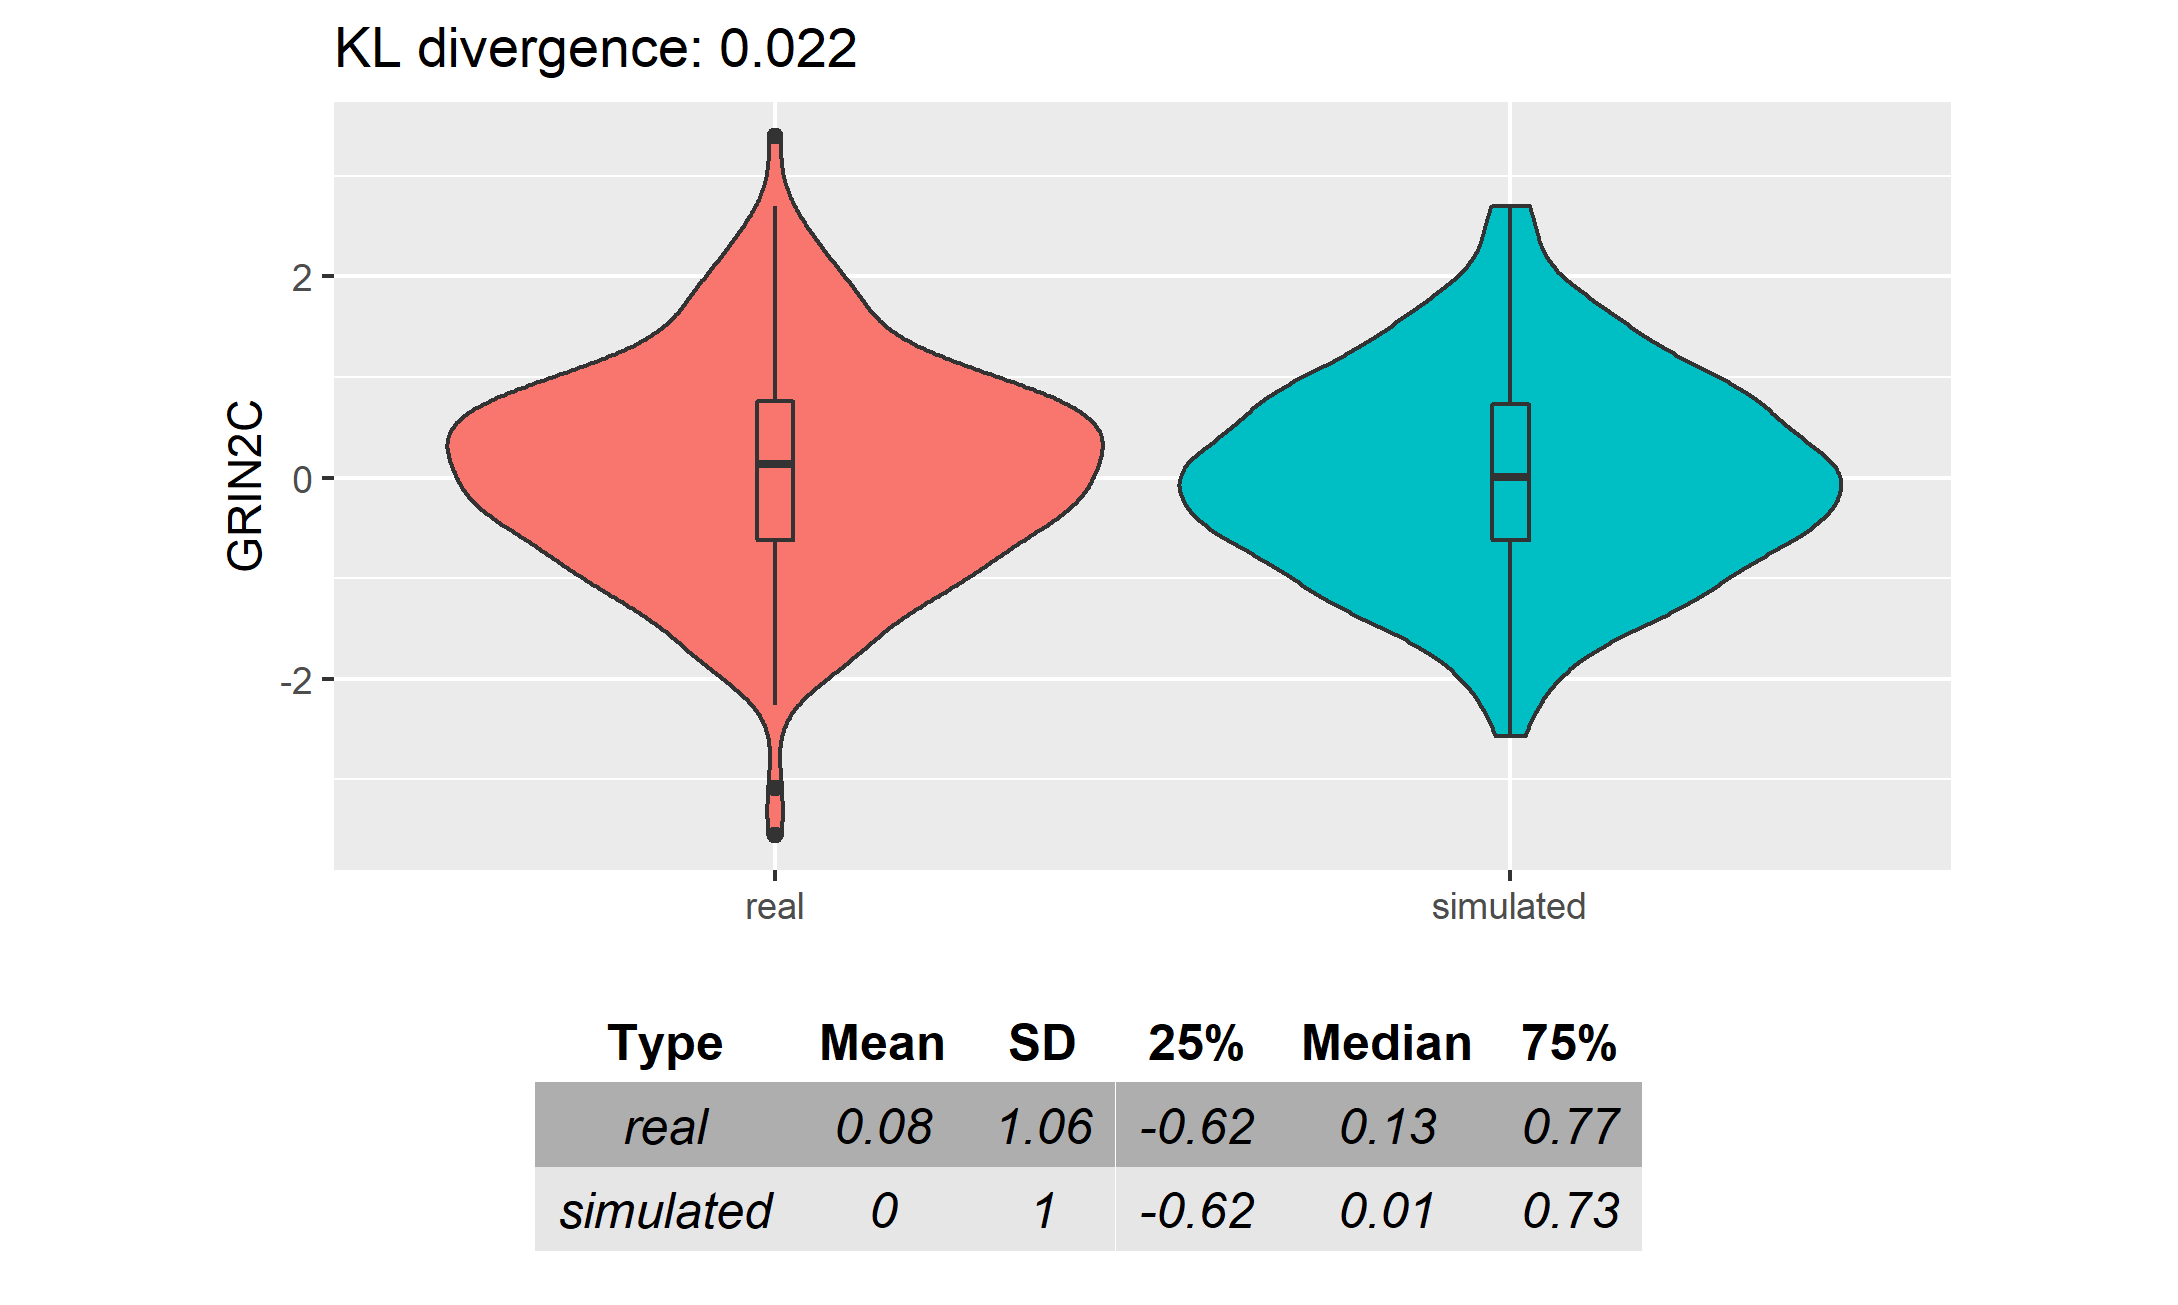 KL divergence: 0.022
GRIN2C
2
0
-2
real simulated
Type Mean SD 25% Median 75%
real 0.08 1.06 -0.62 0.13 0.77
simulated 0 1 -0.62 0.01 0.73